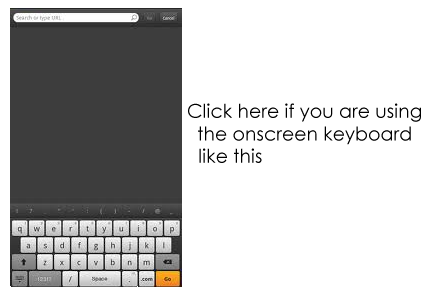 Search or type URL
Go
Cancel
Click here if you are using
the onscreen keyboard
like this
q w e r t y u i o p
a s d f g h j k l
z x c v b n m
123!? / Space . .com Go